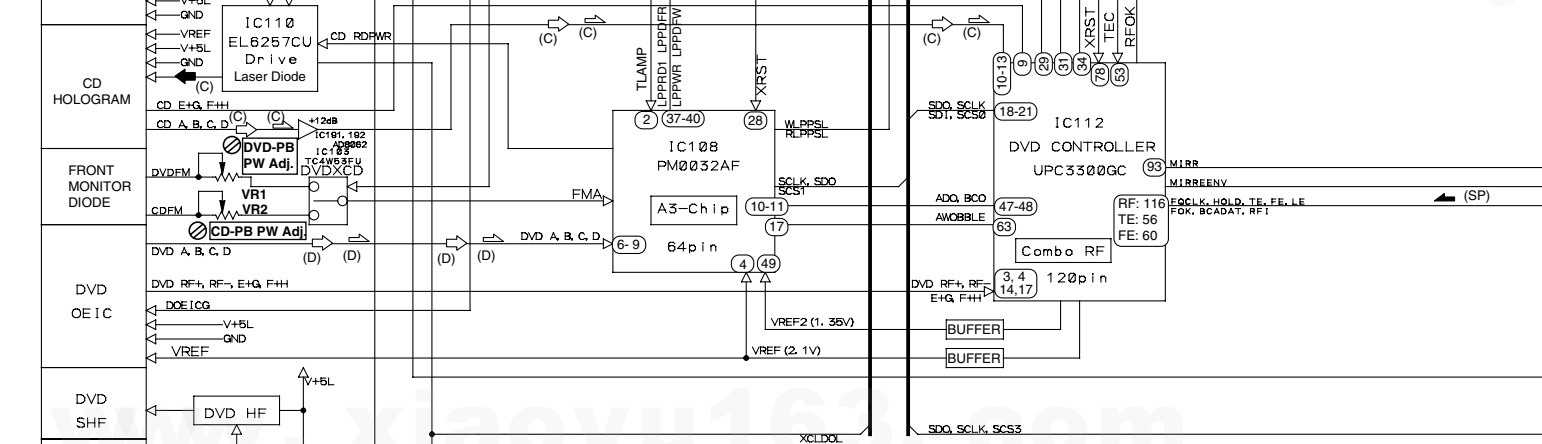 V+5L
GND
VREF
V+5L
GND
(C)
CD
HOLOGRAM
IC110
EL6257CU
Drive
Laser Diode
CD RDPWR
CD E+G, F+H
CD A, B, C, D
(C)
(C)
+12dB
IC191, 192
AD8062
IC103
TC4W53FU
DVDXCD
DVD-PB
PW Adj.
FRONT
MONITOR
DIODE
DVDFM
CDFM
VR1
VR2
CD-PB PW Adj.
DVD A, B, C, D
(D)
(D)
(D)
(D)
DVD A, B, C, D
DVD
OEIC
DVD RF+, RF-, E+G, F+H
DOEICG
V+5L
GND
VREF
DVD
SHF
DVD HF
V+5L
(C)
(C)
TLAMP
LPPRD1 LPPDFR
LPPWR LPPDFW
XRST
2
37-40
28
IC108
PM0032AF
A3-Chip
64pin
FMA
6-9
10-11
17
4
49
WLPPSL
RLPPSL
SCLK, SDO
SCS1
VREF2 (1. 35V)
VREF (2. 1V)
XCLDOL
(C)
(C)
XRST
TEC
RFOK
10-13
9
29
31
34
78
53
SDO, SCLK
SDI, SCS0
18-21
IC112
DVD CONTROLLER
UPC3300GC
93
MIRR
MIRREENV
FQCLK, HOLD, TE, FE, LE
FOK, BCADAT, RFI
(SP)
ADO, BCO
47-48
AWOBBLE
63
RF: 116
TE: 56
FE: 60
Combo RF
120pin
DVD RF+, RF-
E+G, F+H
3, 4
14,17
BUFFER
BUFFER
SDO, SCLK, SCS3
www.xiaoyu163.com